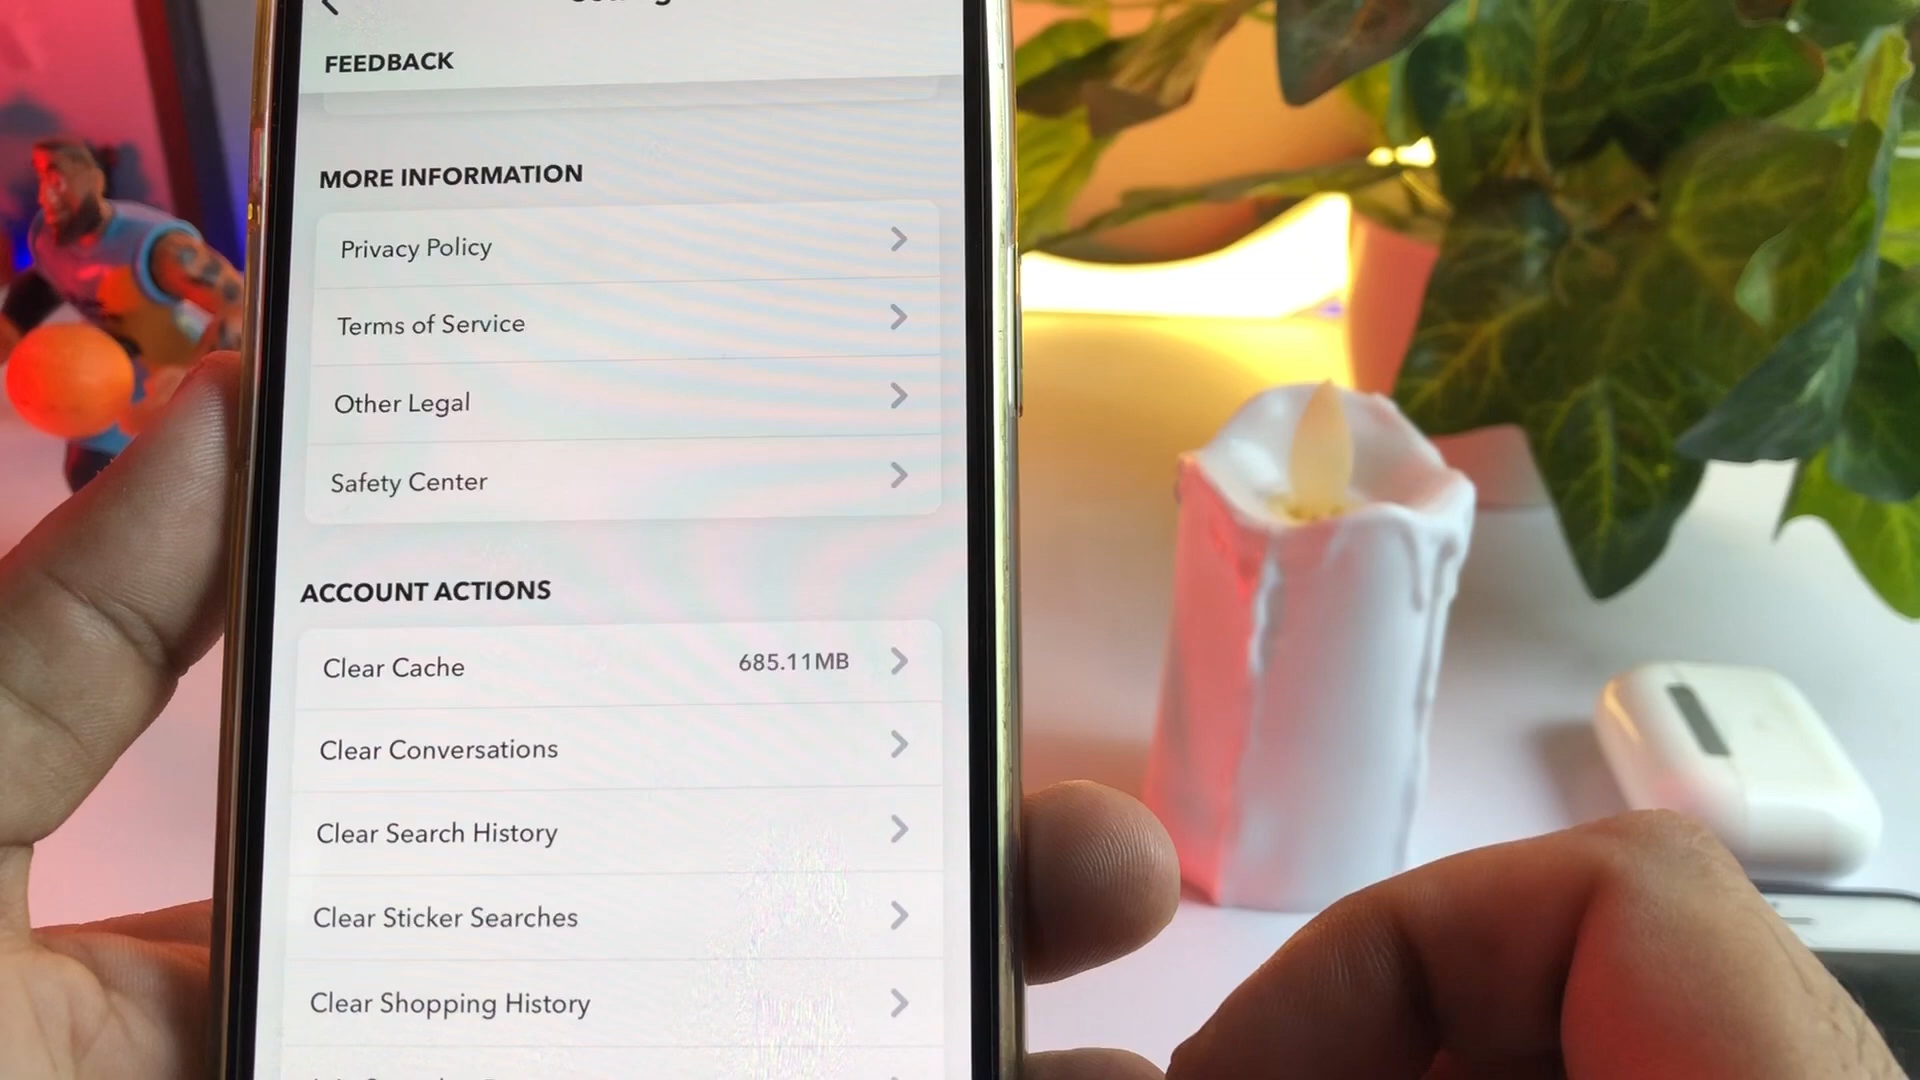 FEEDBACK
MORE INFORMATION
Privacy Policy
Terms of Service
Other Legal
Safety Center
ACCOUNT ACTIONS
Clear Cache 685.11MB
Clear Conversations
Clear Search History
Clear Sticker Searches
Clear Shopping History